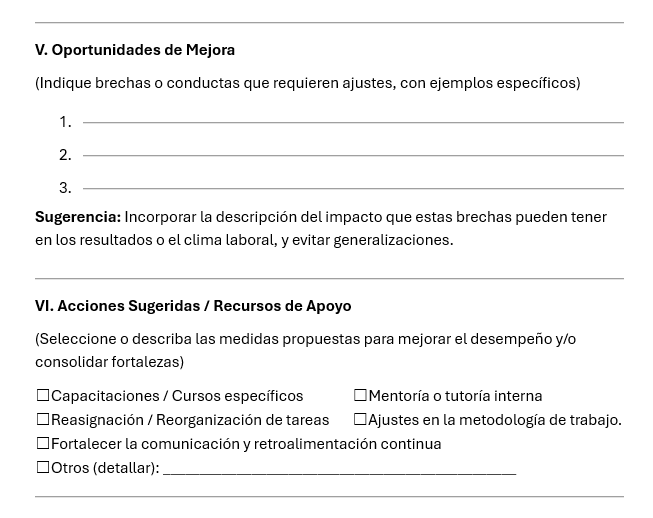 V. Oportunidades de Mejora
(Indique brechas o conductas que requieren ajustes, con ejemplos específicos)
1.
2.
3.
Sugerencia: Incorporar la descripción del impacto que estas brechas pueden tener
en los resultados o el clima laboral, y evitar generalizaciones.
VI. Acciones Sugeridas / Recursos de Apoyo
(Seleccione o describa las medidas propuestas para mejorar el desempeño y/o
consolidar fortalezas)
☐Capacitaciones / Cursos específicos ☐Mentoría o tutoría interna
☐Reasignación / Reorganización de tareas ☐Ajustes en la metodología de trabajo.
☐Fortalecer la comunicación y retroalimentación continua
☐Otros (detallar): ____________________________________________